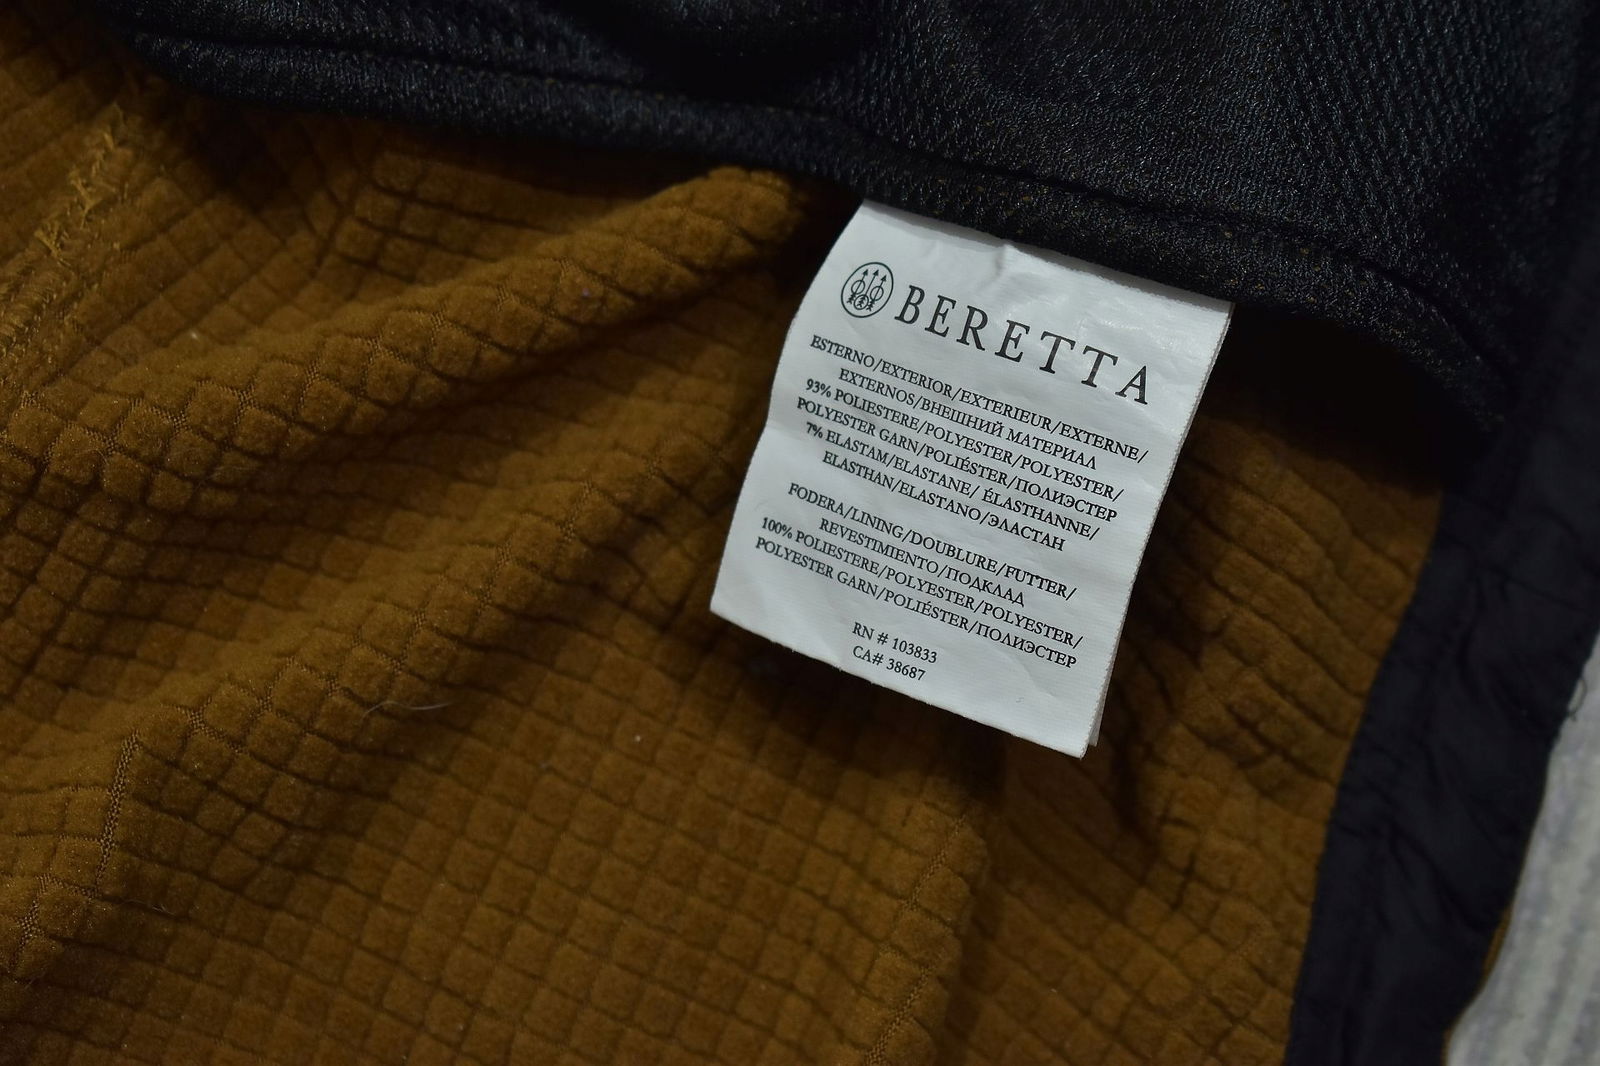 BERETTA
ESTERNO/EXTERIOR/EXTERIEUR/EXTERNE/
EXTERNOS/ВНЕШНИЙ МАТЕРИАЛ
93% POLIESTERE/POLYESTER/POLYESTER/
POLYESTER GARN/POLIÉSTER/ПОЛИЭСТЕР
7% ELASTAM/ELASTANE/ ÉLASTHANNE/
ELASTHAN/ELASTANO/ЭЛАСТАН
FODERA/LINING/DOUBLURE/FUTTER/
REVESTIMIENTO/ПОДКЛАД
100% POLIESTERE/POLYESTER/POLYESTER/
POLYESTER GARN/POLIÉSTER/ПОЛИЭСТЕР
RN # 103833
CA# 38687